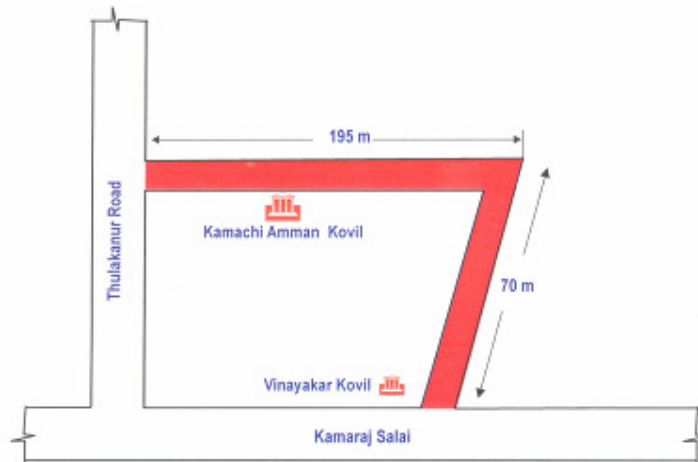 195 m
Thulakanur Road
Kamachi Amman Kovil
70 m
Vinayakar Kovil
Kamaraj Salai